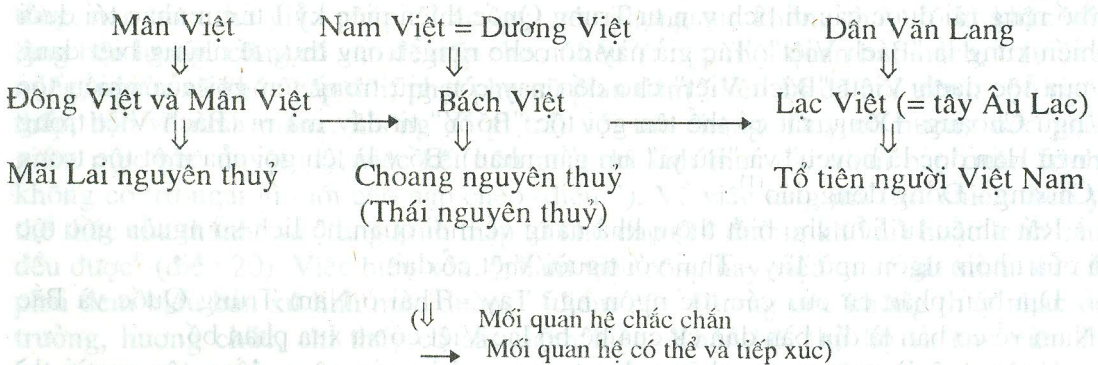 Mân Việt Nam Việt = Dương Việt Dân Văn Lang
⇓ ⇓ ⇓
Đông Việt và Mân Việt → Bách Việt → Lạc Việt (= tây Âu Lạc)
⇓ ⇓ ⇓
Mãi Lai nguyên thuỷ Choang nguyên thuỷ Tổ tiên người Việt Nam
(Thái nguyên thuỷ)
(⇓ Mối quan hệ chắc chắn
→ Mối quan hệ có thể và tiếp xúc)